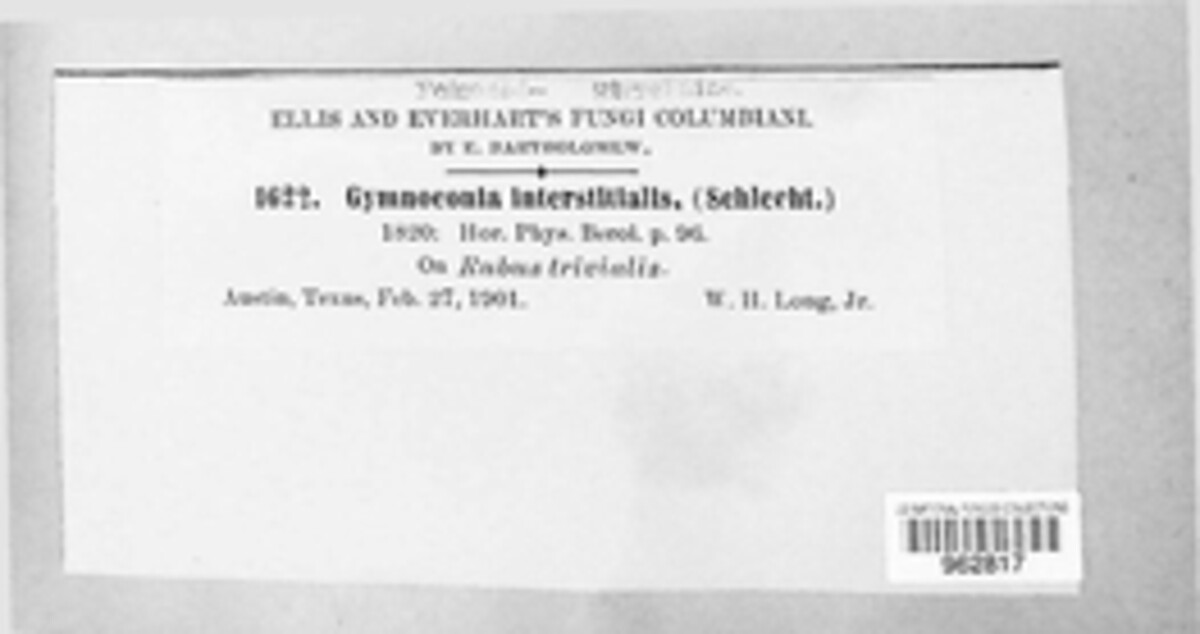 ELLIS AND EVERHART'S FUNGI COLUMBIANI.
BY E. BARTHOLOMEW.
Gymnoconia interstitialis. (Schlecht.)
1820: Hor. Phys. Berol. p. 96.
On Rubus trivialis.
Austin, Texas, Feb. 27, 1901. W. H. Long, Jr.
962817